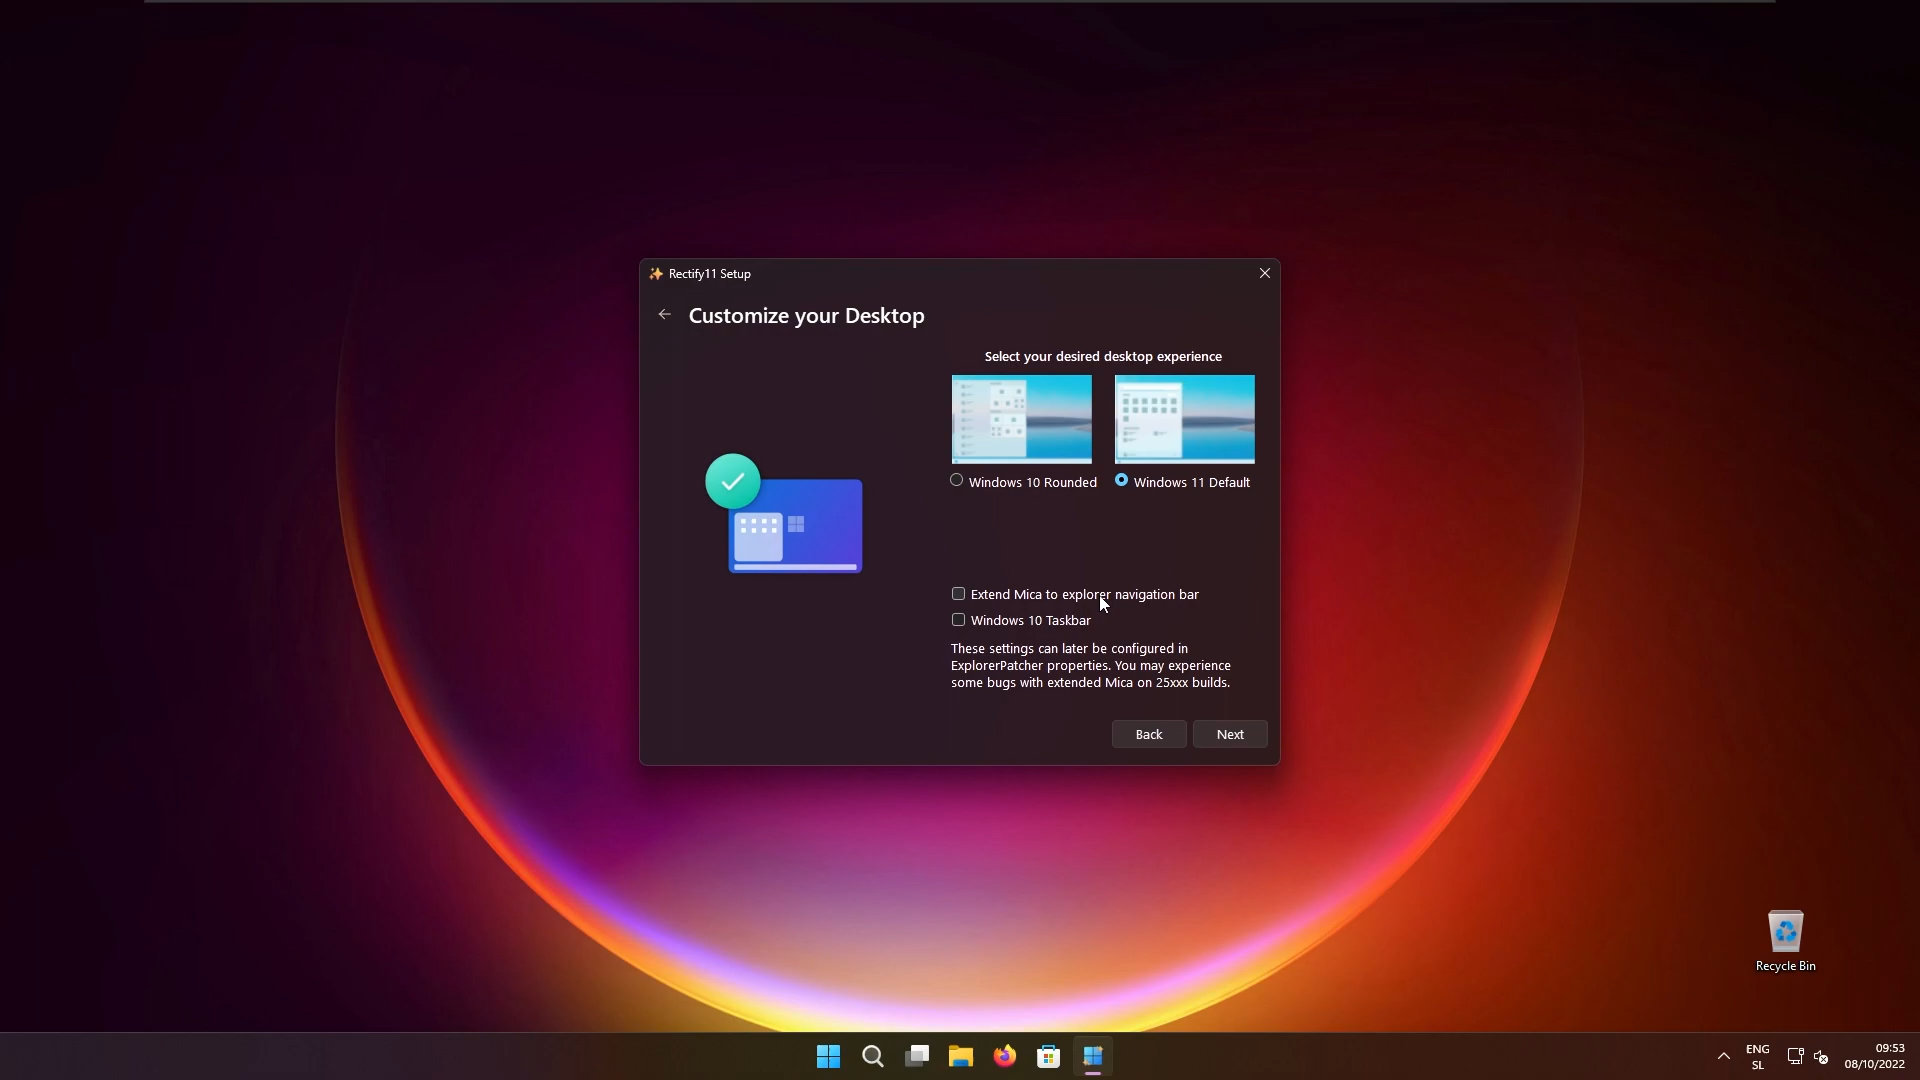 Rectify11 Setup
Customize your Desktop
Select your desired desktop experience
Windows 10 Rounded
Windows 11 Default
Extend Mica to explorer navigation bar
Windows 10 Taskbar
These settings can later be configured in
ExplorerPatcher properties. You may experience
some bugs with extended Mica on 25xxx builds.
Back
Next
Recycle Bin
ENG
SL
09:53
08/10/2022